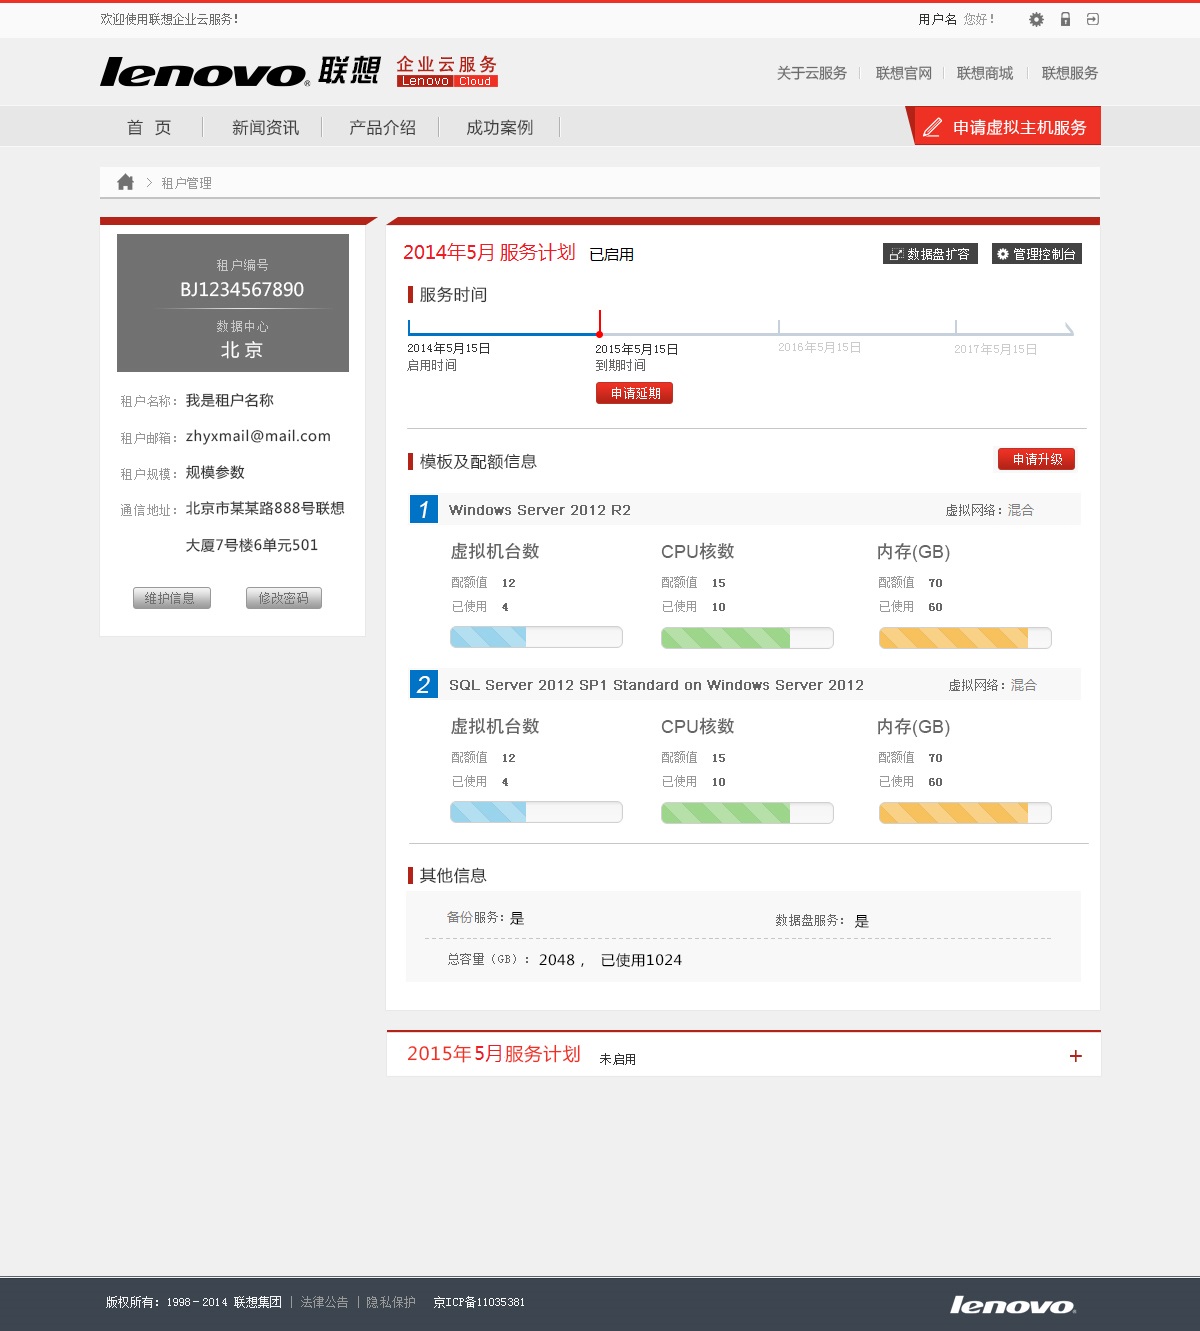 欢迎使用联想企业云服务!
用户名 您好!
lenovo 联想 企业云服务
Lenovo Cloud
关于云服务 联想官网 联想商城 联想服务
首 页 新闻资讯 产品介绍 成功案例 申请虚拟主机服务
租户管理
租户编号
BJ1234567890
数据中心
北 京
租户名称: 我是租户名称
租户邮箱: zhyxmail@mail.com
租户规模: 规模参数
通信地址: 北京市某某路888号联想
大厦7号楼6单元501
维护信息 修改密码
2014年5月 服务计划 已启用 数据盘扩容 管理控制台
服务时间
2014年5月15日 2015年5月15日 2016年5月15日 2017年5月15日
启用时间 到期时间
申请延期
模板及配额信息 申请升级
1 Windows Server 2012 R2 虚拟网络: 混合
虚拟机台数 CPU核数 内存(GB)
配额值 12 配额值 15 配额值 70
已使用 4 已使用 10 已使用 60
2 SQL Server 2012 SP1 Standard on Windows Server 2012 虚拟网络: 混合
虚拟机台数 CPU核数 内存(GB)
配额值 12 配额值 15 配额值 70
已使用 4 已使用 10 已使用 60
其他信息
备份服务: 是 数据盘服务: 是
总容量 (GB) : 2048 , 已使用1024
2015年5月服务计划 未启用 +
版权所有: 1998-2014 联想集团 | 法律公告 | 隐私保护 京ICP备11035381
lenovo